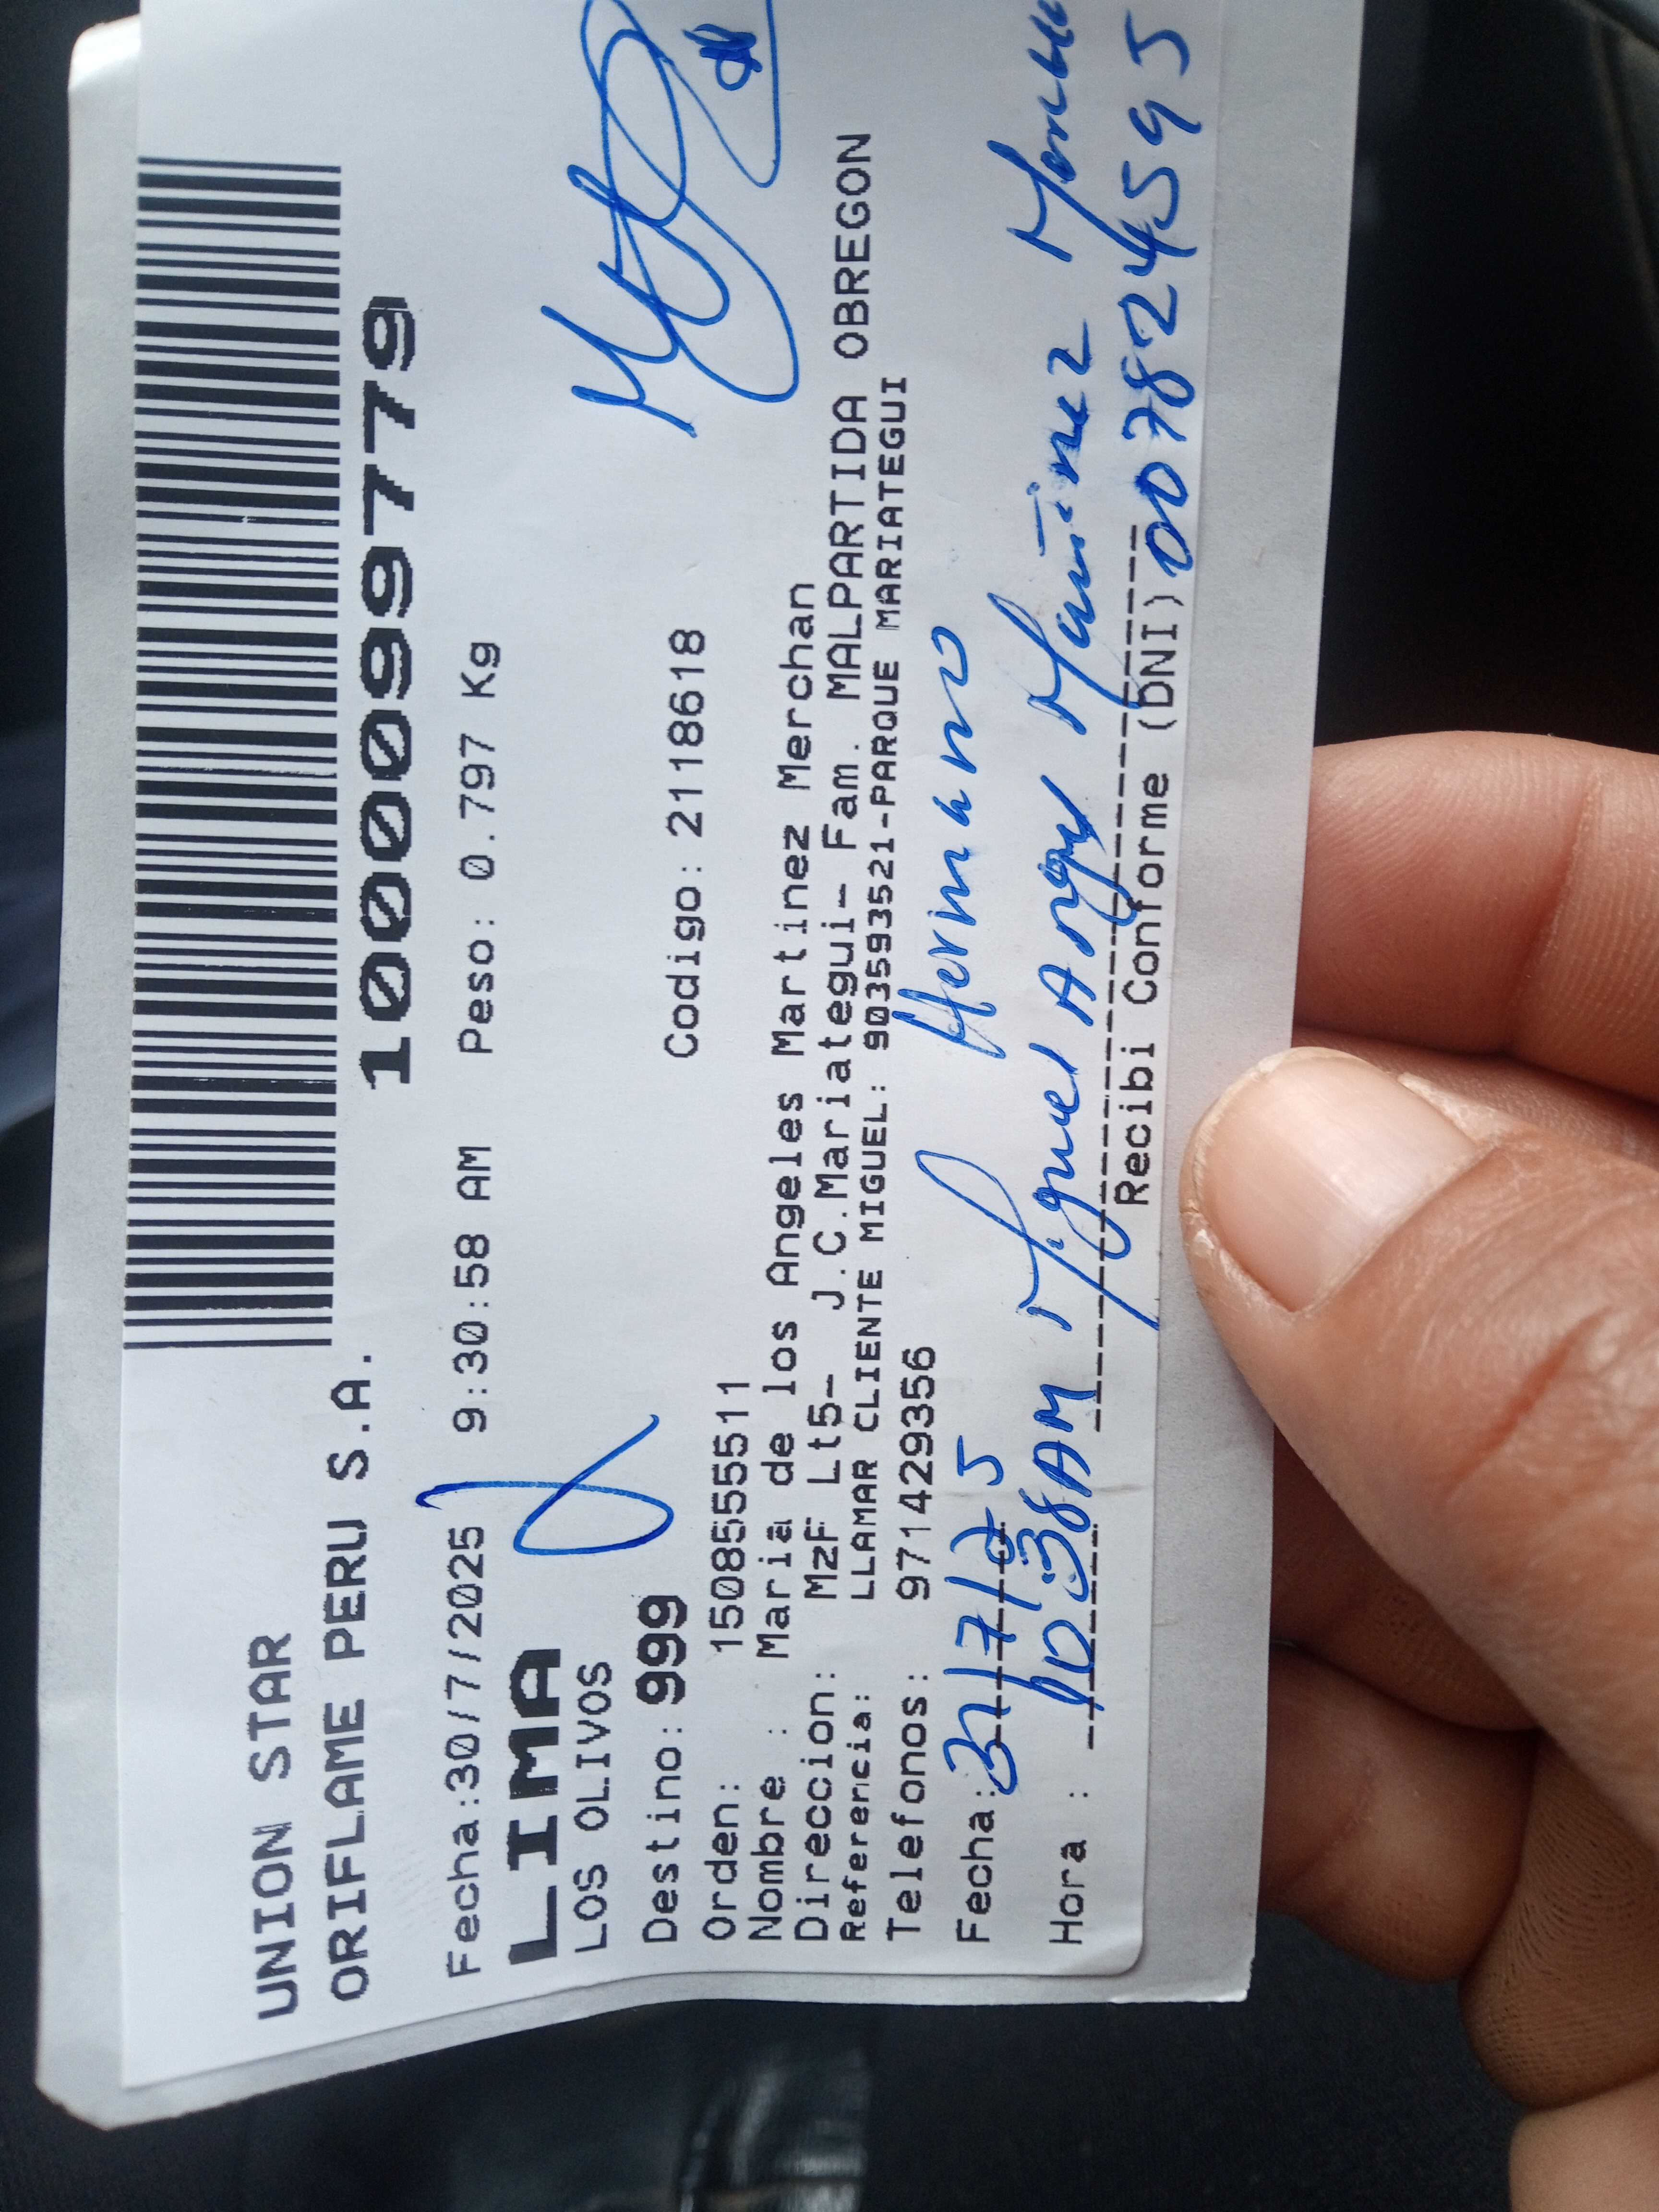 UNION STAR
ORIFLAME PERU S.A.
1000099779
Fecha:30/7/2025 9:30:58 AM Peso: 0.797 Kg
LIMA
LOS OLIVOS
Destino: 999 Codigo: 2118618
Orden: 1508555511
Nombre : Maria de los Angeles Martinez Merchan
Direccion: MzF Lt5- J.C.Mariategui- Fam. MALPARTIDA OBREGON
Referencia: LLAMAR CLIENTE MIGUEL: 903593521-PARQUE MARIATEGUI
Telefonos: 971429356
Hermano
Fecha: 31/7/25
Hora : 10:38AM Miguel Angel Martinez
Recibi Conforme (DNI) 007824595